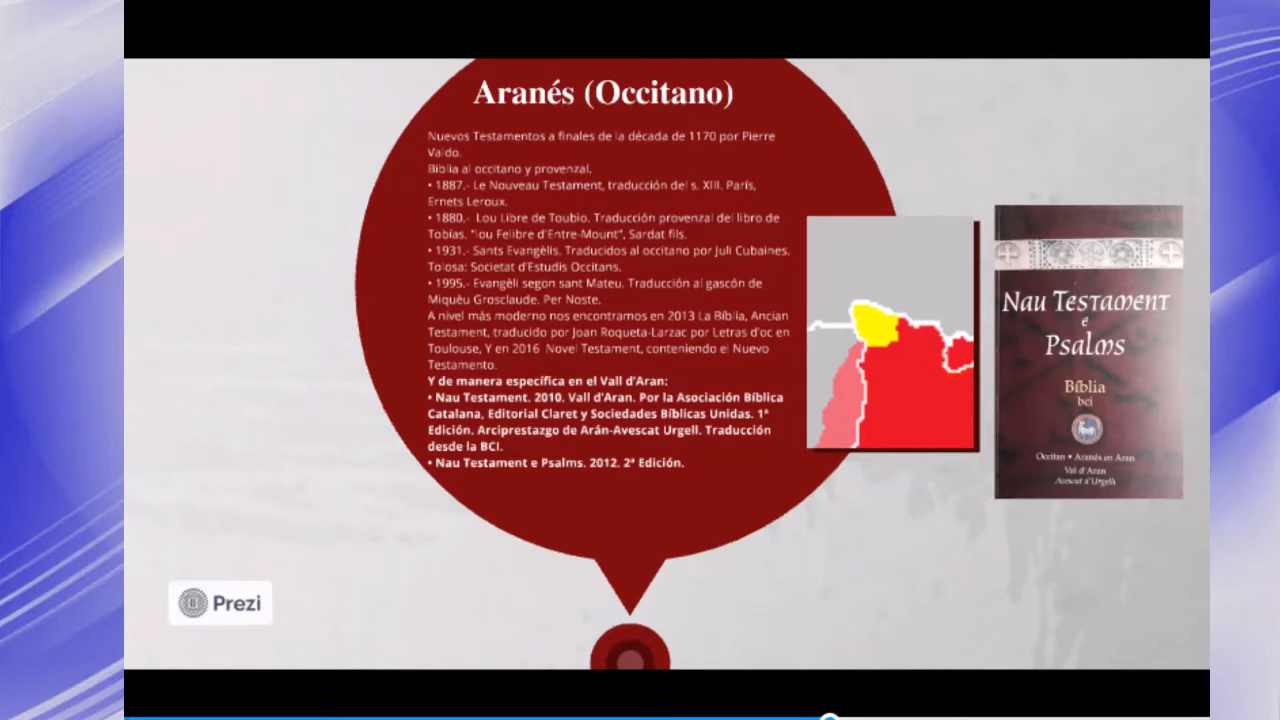 Aranés (Occitano)
Nuevos Testamentos a finales de la década de 1170 por Pierre
Valdo.
Biblia al occitano y provenzal,
• 1887.- Le Nouveau Testament, traducción del s. XIII. París,
Ernets Leroux.
• 1880.- Lou Libre de Toubio. Traducción provenzal del libro de
Tobías. "lou Felibre d'Entre-Mount", Sardat fils.
• 1931.- Sants Evangèlis. Traducidos al occitano por Juli Cubaines.
Tolosa: Societat d'Estudis Occitans.
• 1995.- Evangèli segon sant Mateu. Traducción al gascón de
Miquèu Grosclaude. Per Noste.
A nivel más moderno nos encontramos en 2013 La Bíblia, Ancian
Testament, traducido por Joan Roqueta-Larzac por Letras d'oc en
Toulouse, Y en 2016 Novel Testament, conteniendo el Nuevo
Testamento.
Y de manera específica en el Vall d'Aran:
• Nau Testament. 2010. Vall d'Aran. Por la Asociación Bíblica
Catalana, Editorial Claret y Sociedades Bíblicas Unidas. 1ª
Edición. Arciprestazgo de Arán-Avescat Urgell. Traducción
desde la BCI.
• Nau Testament e Psalms. 2012. 2ª Edición.
Nau Testament
e
Psalms
Bíblia
bci
Occitan • Aranés en Aran
Val d'Aran
Avescat d'Urgelh
Prezi